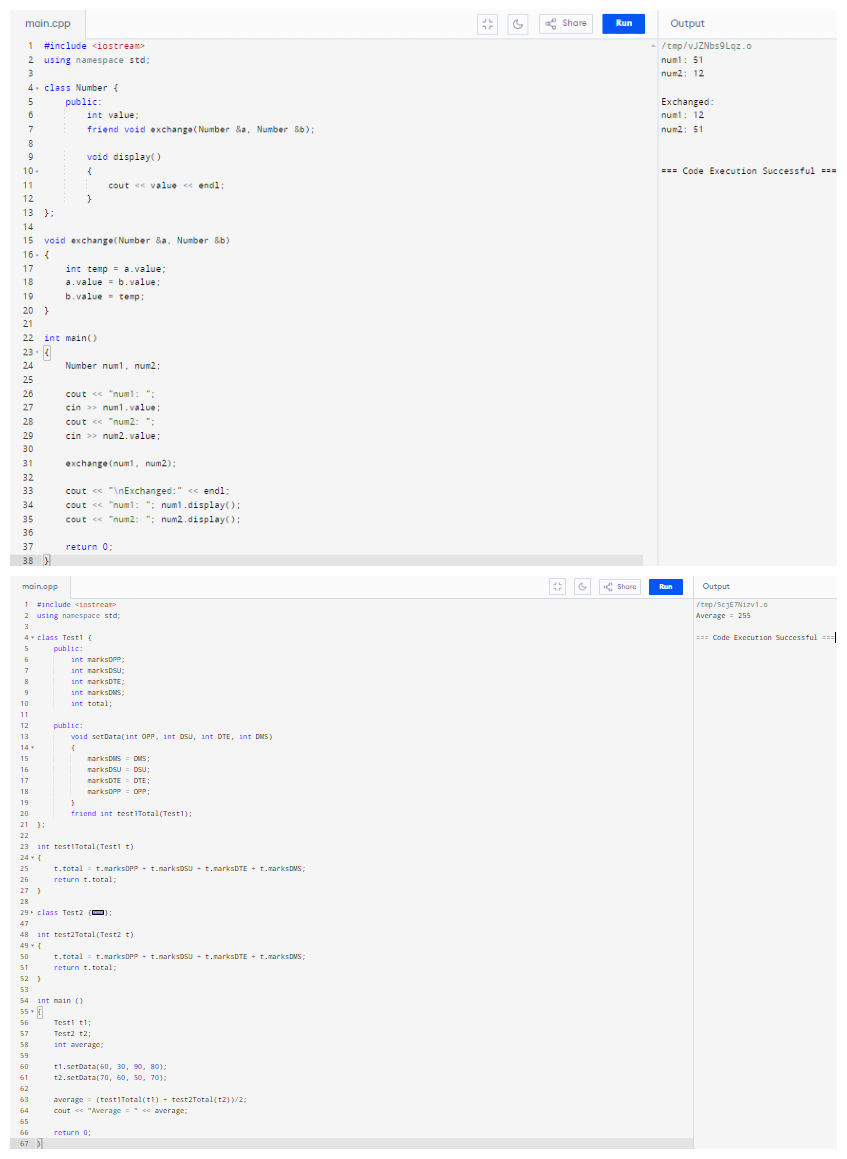 main.cpp Share Run Output
1 #include <iostream> /tmp/vJZNbs9Lqz.o
2 using namespace std; num1: 51
3 num2: 12
4 class Number {
5 public: Exchanged:
6 int value; num1: 12
7 friend void exchange(Number &a, Number &b); num2: 51
8
9 void display()
10 { === Code Execution Successful ===
11 cout << value << endl;
12 }
13 };
14
15 void exchange(Number &a, Number &b)
16 {
17 int temp = a.value;
18 a.value = b.value;
19 b.value = temp;
20 }
21
22 int main()
23 {
24 Number num1, num2;
25
26 cout << "num1: ";
27 cin >> num1.value;
28 cout << "num2: ";
29 cin >> num2.value;
30
31 exchange(num1, num2);
32
33 cout << "\nExchanged:" << endl;
34 cout << "num1: "; num1.display();
35 cout << "num2: "; num2.display();
36
37 return 0;
38 }
main.cpp Share Run Output
1 #include <iostream> /tmp/5cjE7Nizv1.o
2 using namespace std; Average = 255
3
4 class Test1 { === Code Execution Successful ===
5 public:
6 int marksOPP;
7 int marksDSU;
8 int marksDTE;
9 int marksDMS;
10 int total;
11
12 public:
13 void setData(int OPP, int DSU, int DTE, int DMS)
14 {
15 marksDMS = DMS;
16 marksDSU = DSU;
17 marksDTE = DTE;
18 marksOPP = OPP;
19 }
20 friend int test1Total(Test1);
21 };
22
23 int test1Total(Test1 t)
24 {
25 t.total = t.marksOPP + t.marksDSU + t.marksDTE + t.marksDMS;
26 return t.total;
27 }
28
29 class Test2 {};
47
48 int test2Total(Test2 t)
49 {
50 t.total = t.marksOPP + t.marksDSU + t.marksDTE + t.marksDMS;
51 return t.total;
52 }
53
54 int main ()
55 {
56 Test1 t1;
57 Test2 t2;
58 int average;
59
60 t1.setData(60, 30, 90, 80);
61 t2.setData(70, 60, 50, 70);
62
63 average = (test1Total(t1) + test2Total(t2))/2;
64 cout << "Average = " << average;
65
66 return 0;
67 }